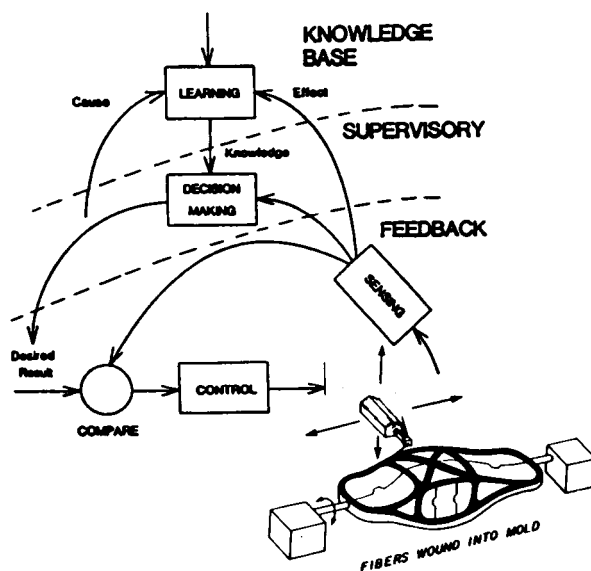 KNOWLEDGE
BASE
Cause
LEARNING
Effect
SUPERVISORY
Knowledge
DECISION
MAKING
FEEDBACK
SENSING
Desired
Result
CONTROL
COMPARE
FIBERS WOUND INTO MOLD